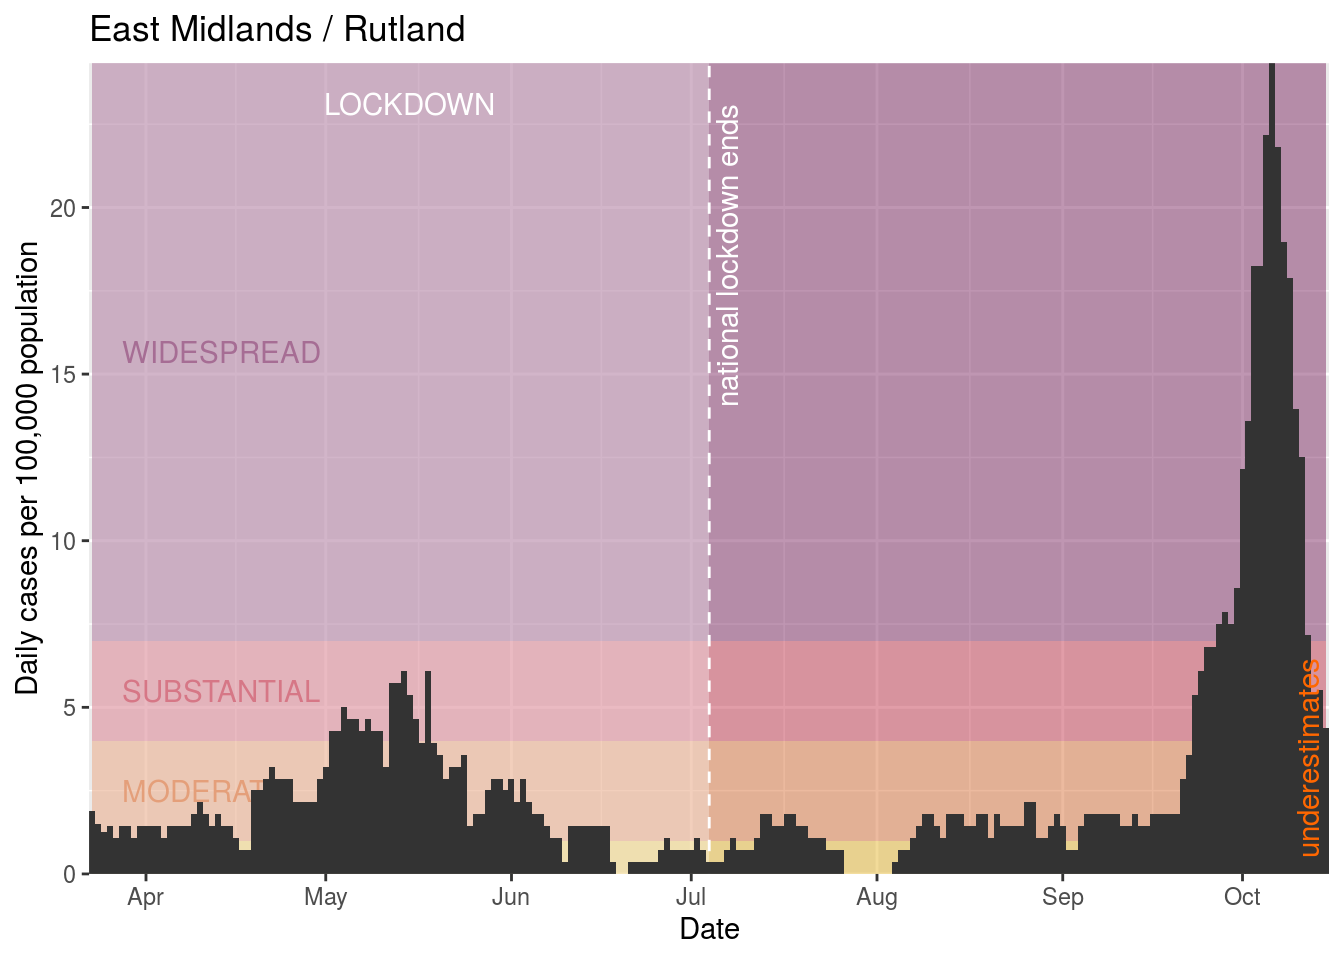 East Midlands / Rutland
Daily cases per 100,000 population
20
15
10
5
0
LOCKDOWN
WIDESPREAD
SUBSTANTIAL
national lockdown ends
underestimates
Apr
May
Jun
Jul
Aug
Sep
Oct
Date